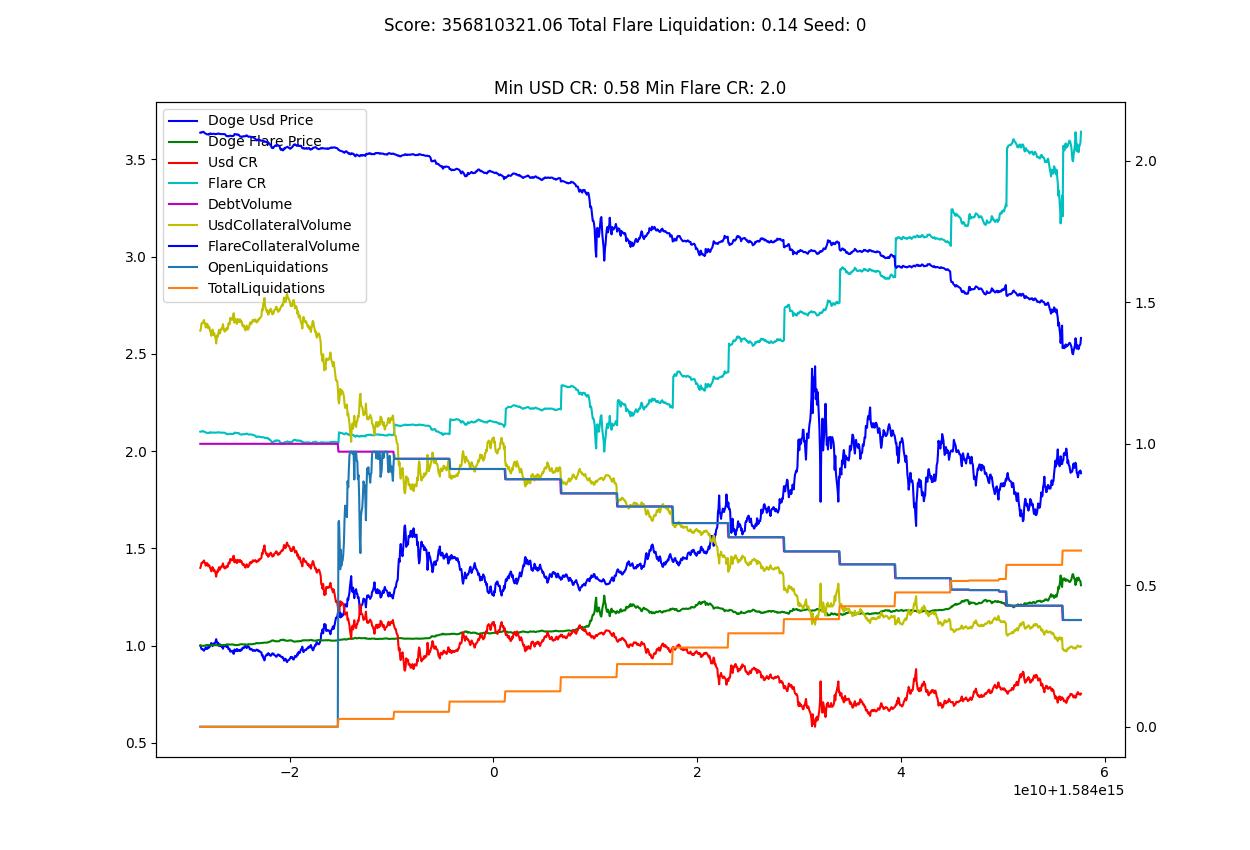 Score: 356810321.06 Total Flare Liquidation: 0.14 Seed: 0
Min USD CR: 0.58 Min Flare CR: 2.0
Doge Usd Price
Doge Flare Price
Usd CR
Flare CR
DebtVolume
UsdCollateralVolume
FlareCollateralVolume
OpenLiquidations
TotalLiquidations
3.5
3.0
2.5
2.0
1.5
1.0
0.5
2.0
1.5
1.0
0.5
0.0
−2
0
2
4
6
1e10+1.584e15